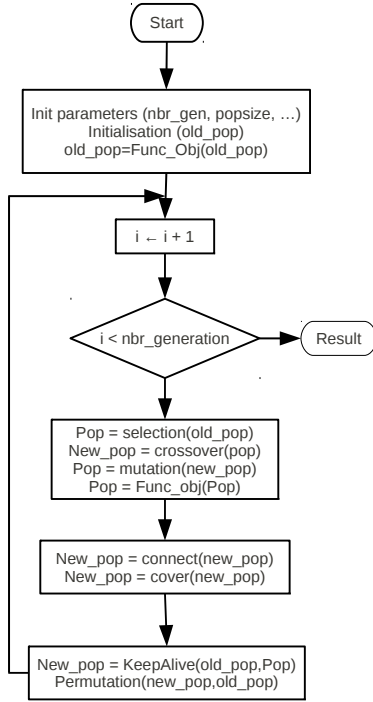 Start
Init parameters (nbr_gen, popsize, …)
Initialisation (old_pop)
old_pop=Func_Obj(old_pop)
i ← i + 1
i < nbr_generation
Result
Pop = selection(old_pop)
New_pop = crossover(pop)
Pop = mutation(new_pop)
Pop = Func_obj(Pop)
New_pop = connect(new_pop)
New_pop = cover(new_pop)
New_pop = KeepAlive(old_pop,Pop)
Permutation(new_pop,old_pop)